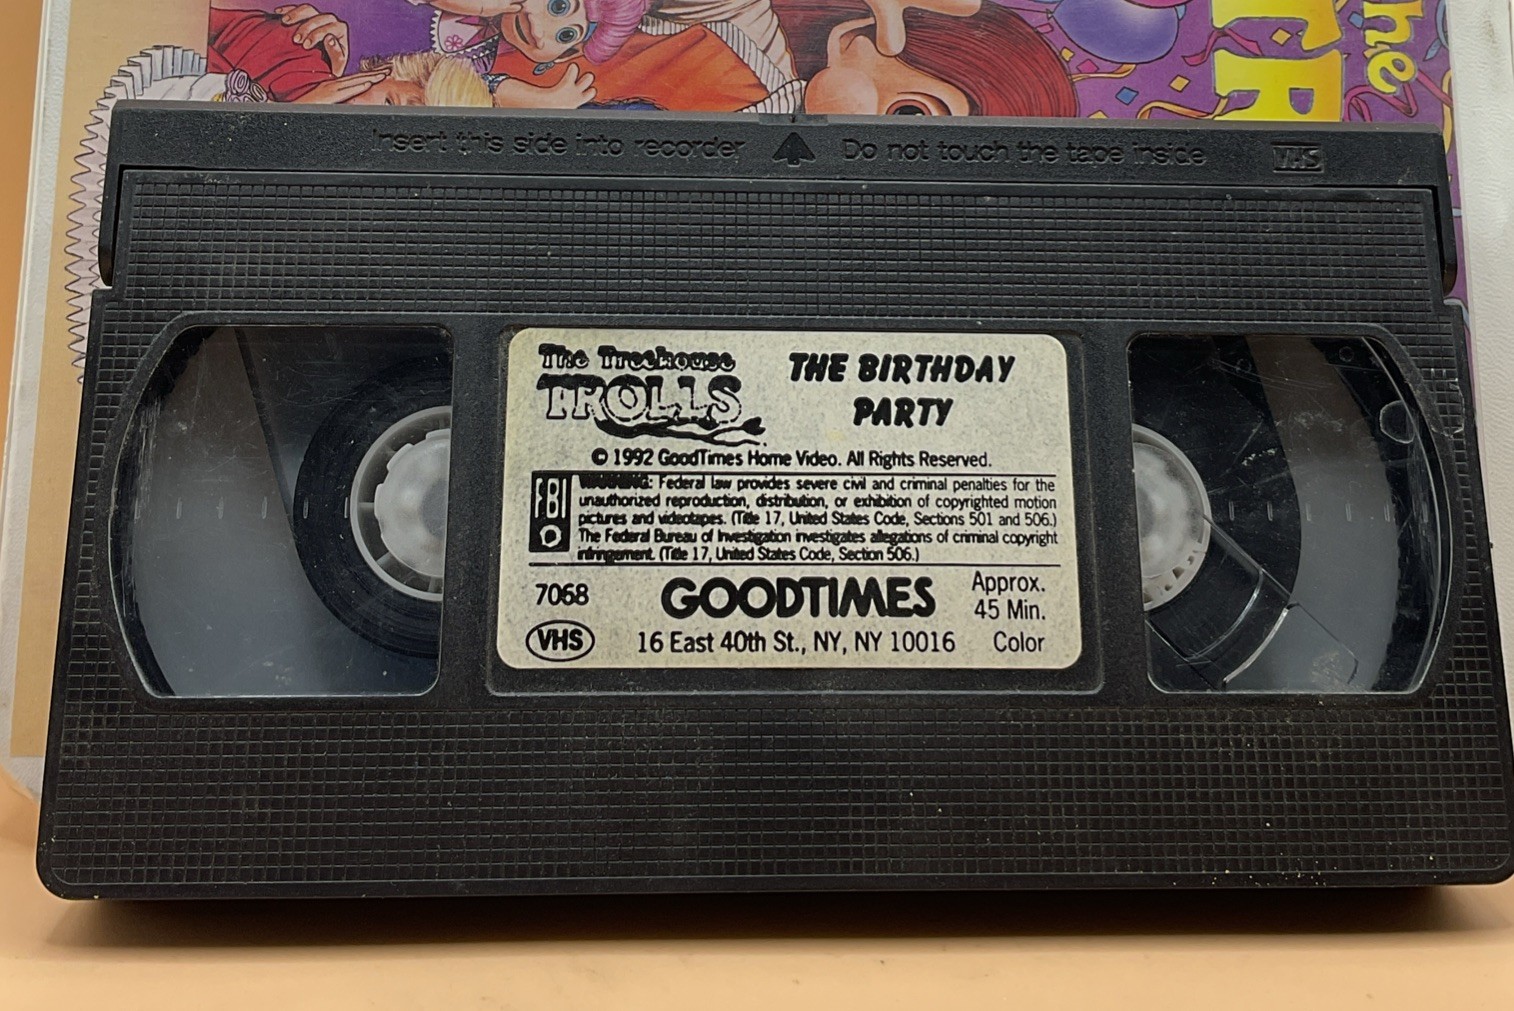 he
TR
Insert this side into recorder Do not touch the tape inside VHS
The Treehouse
TROLLS
THE BIRTHDAY
PARTY
© 1992 GoodTimes Home Video. All Rights Reserved.
FBI
WARNING: Federal law provides severe civil and criminal penalties for the
unauthorized reproduction, distribution, or exhibition of copyrighted motion
pictures and videotapes. (Title 17, United States Code, Sections 501 and 506.)
The Federal Bureau of Investigation investigates allegations of criminal copyright
infringement. (Title 17, United States Code, Section 506.)
7068
VHS
GOODTIMES
16 East 40th St., NY, NY 10016
Approx.
45 Min.
Color